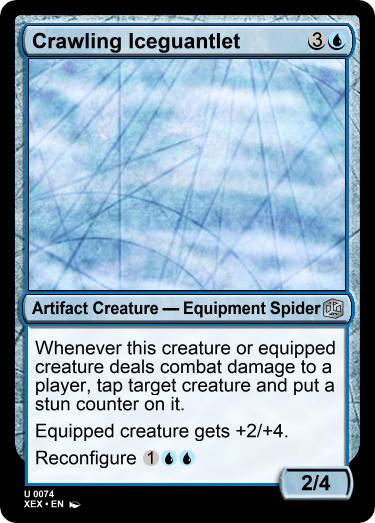 Crawling Iceguantlet 3
Artifact Creature — Equipment Spider
Whenever this creature or equipped
creature deals combat damage to a
player, tap target creature and put a
stun counter on it.
Equipped creature gets +2/+4.
Reconfigure 1
2/4
U 0074
XEX • EN